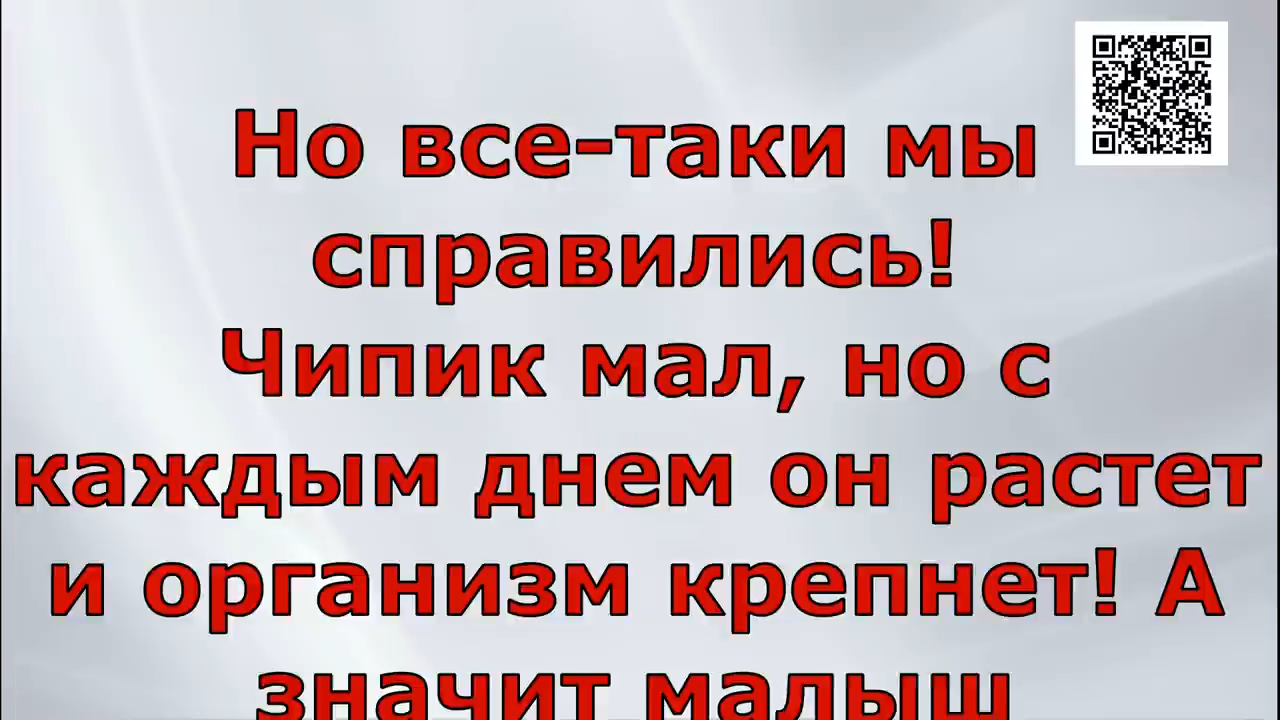 Но все-таки мы
справились!
Чипик мал, но с
каждым днем он растет
и организм крепнет! А
значит малыш